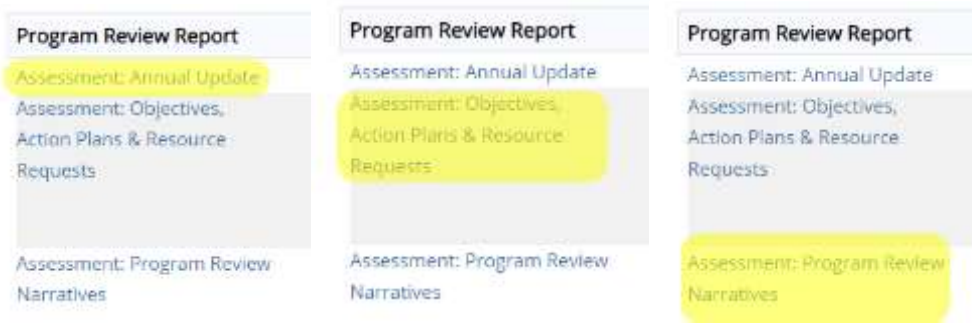 Program Review Report
Assessment: Annual Update
Assessment: Objectives,
Action Plans & Resource
Requests
Assessment: Program Review
Narratives
Program Review Report
Assessment: Annual Update
Assessment: Objectives,
Action Plans & Resource
Requests
Assessment: Program Review
Narratives
Program Review Report
Assessment: Annual Update
Assessment: Objectives,
Action Plans & Resource
Requests
Assessment: Program Review
Narratives